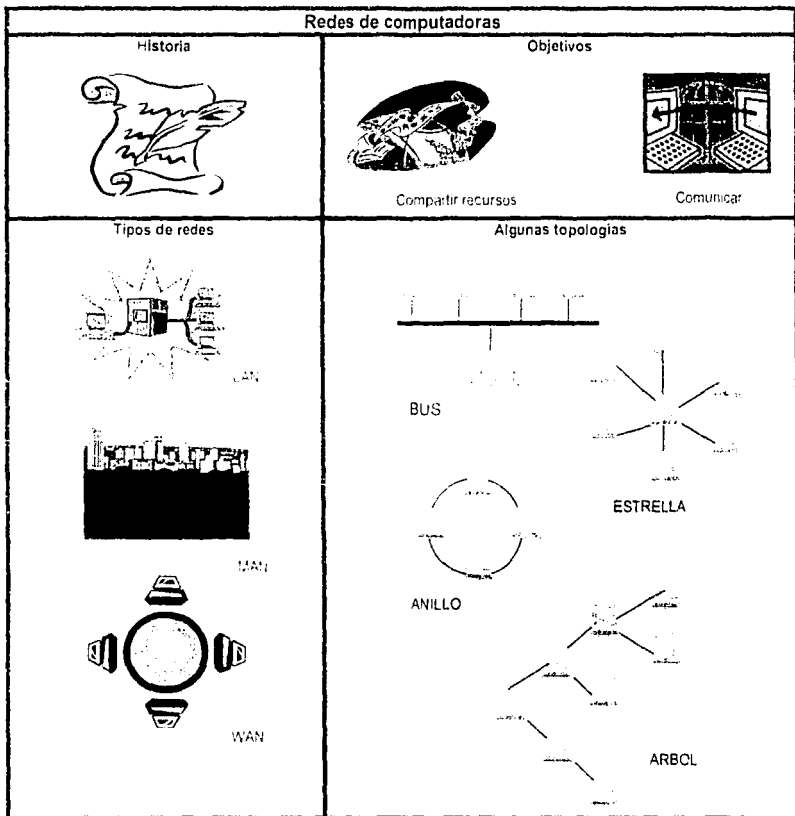 Redes de computadoras
Historia
Objetivos
Compartir recursos
Comunicar
Tipos de redes
Algunas topologias
LAN
BUS
ESTRELLA
MAN
ANILLO
WAN
ARBOL